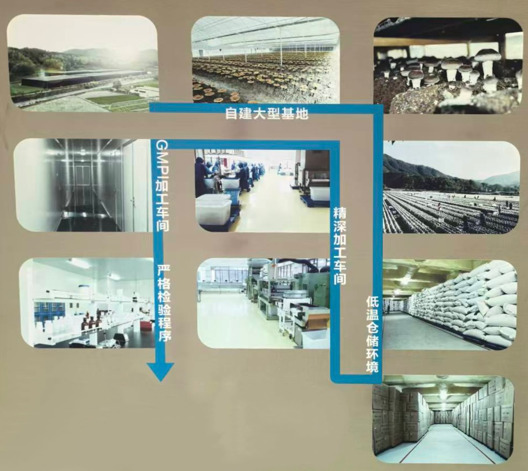 自建大型基地
低温仓储环境
精深加工车间
GMP加工车间
严格检验程序